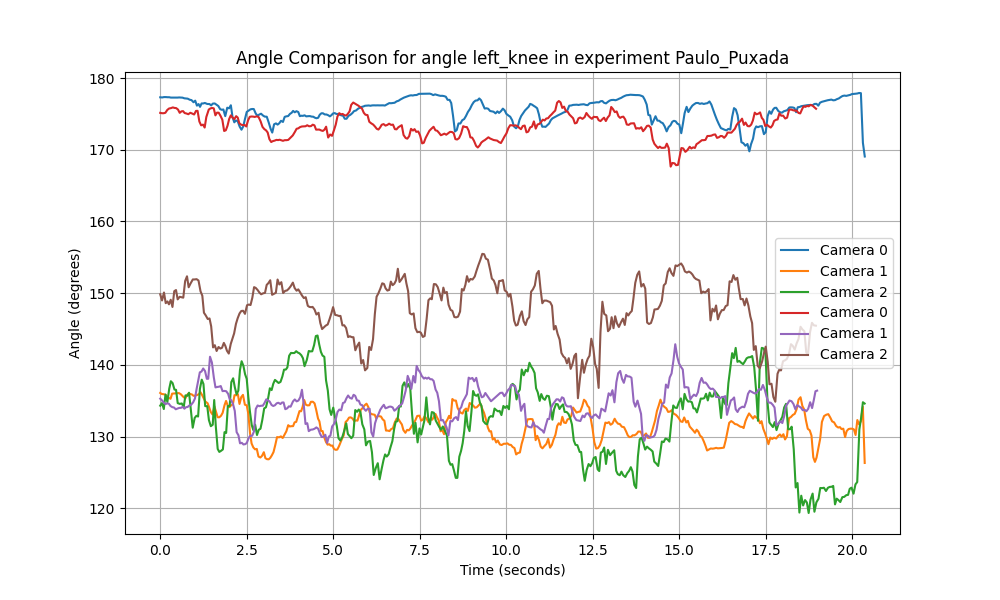 Angle Comparison for angle left_knee in experiment Paulo_Puxada
Angle (degrees)
180
170
160
150
140
130
120
Camera 0
Camera 1
Camera 2
Camera 0
Camera 1
Camera 2
0.0 2.5 5.0 7.5 10.0 12.5 15.0 17.5 20.0
Time (seconds)